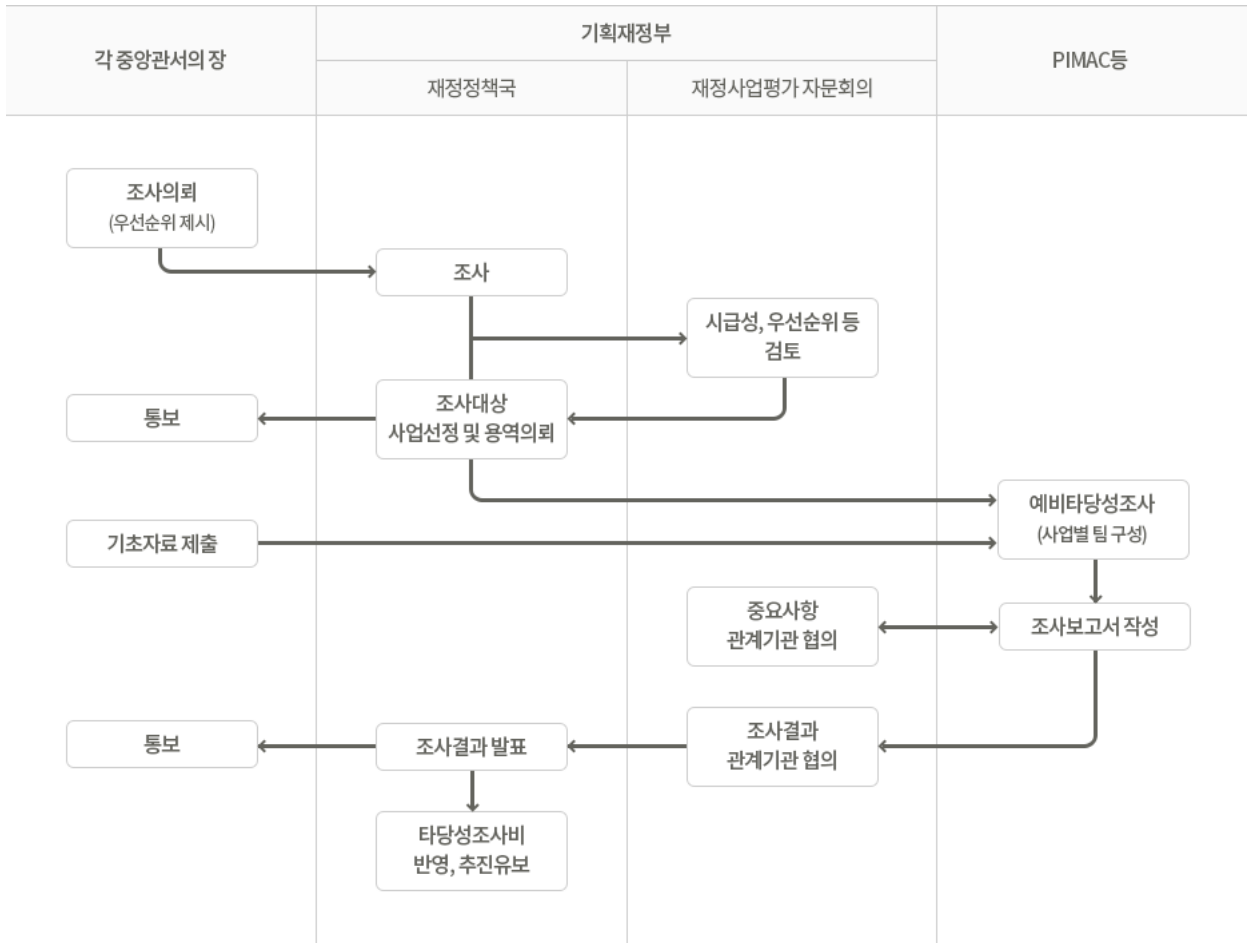 각 중앙관서의 장
기획재정부
PIMAC등
재정정책국
재정사업평가 자문회의
조사의뢰
(우선순위 제시)
조사
시급성, 우선순위 등
검토
통보
조사대상
사업선정 및 용역의뢰
예비타당성조사
(사업별 팀 구성)
기초자료 제출
중요사항
관계기관 협의
조사보고서 작성
통보
조사결과 발표
조사결과
관계기관 협의
타당성조사비
반영, 추진유보